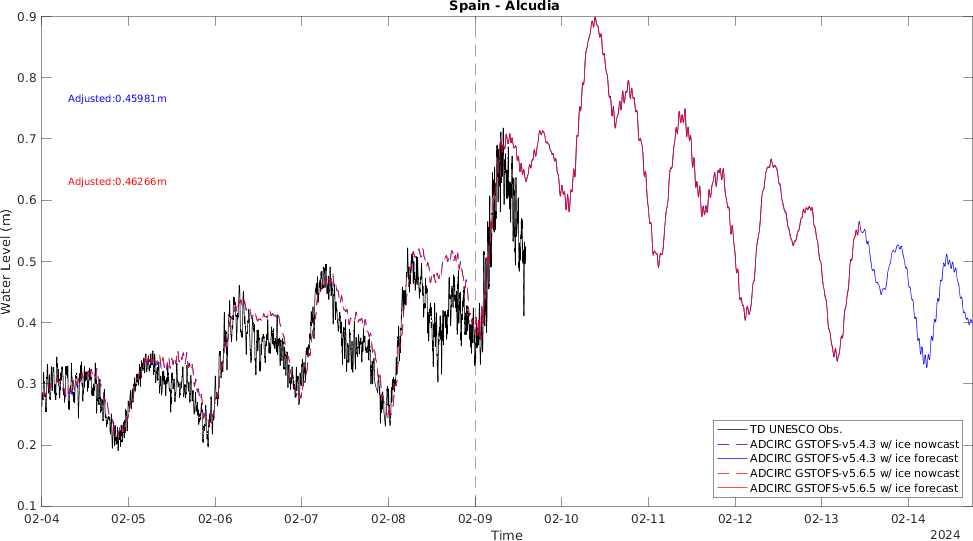 Spain - Alcudia
0.9
0.8
0.7
0.6
0.5
0.4
0.3
0.2
0.1
Water Level (m)
Adjusted:0.45981m
Adjusted:0.46266m
TD UNESCO Obs.
ADCIRC GSTOFS-v5.4.3 w/ ice nowcast
ADCIRC GSTOFS-v5.4.3 w/ ice forecast
ADCIRC GSTOFS-v5.6.5 w/ ice nowcast
ADCIRC GSTOFS-v5.6.5 w/ ice forecast
02-04 02-05 02-06 02-07 02-08 02-09 02-10 02-11 02-12 02-13 02-14
Time
2024